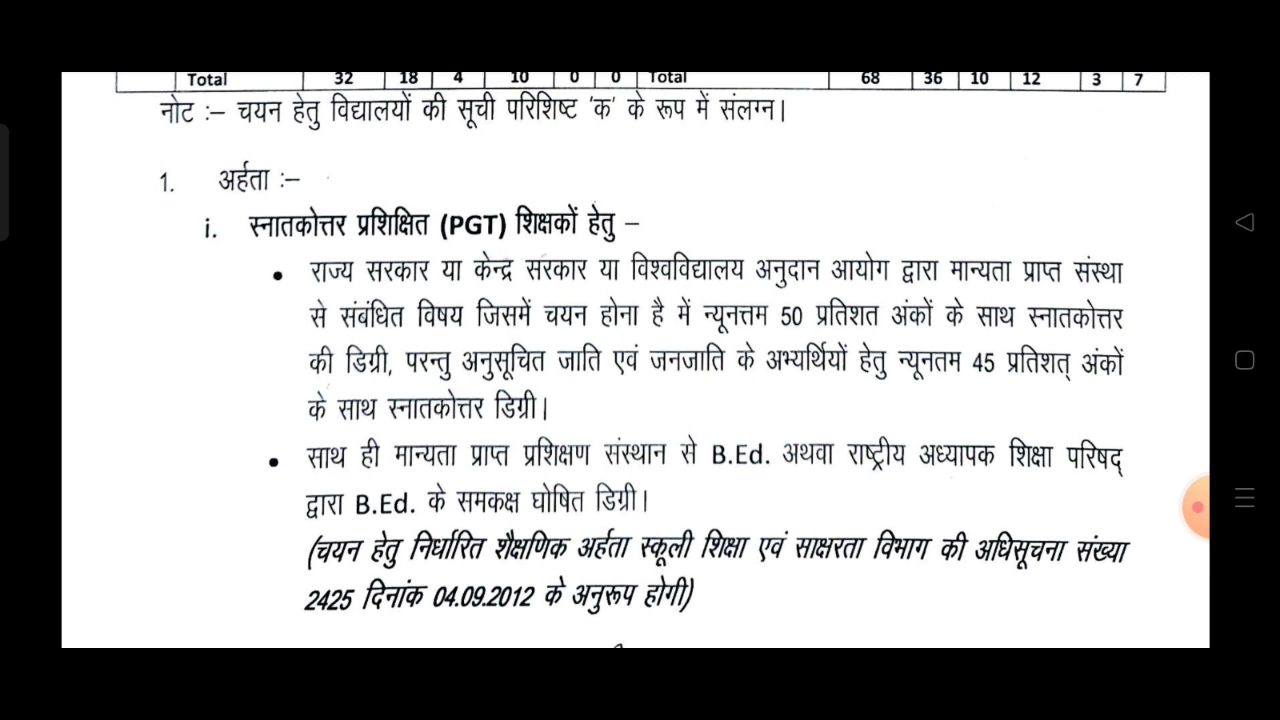 Total 32 18 4 10 0 0 Total 68 36 10 12 3 7
नोट :– चयन हेतु विद्यालयों की सूची परिशिष्ट 'क' के रूप में संलग्न।
1. अर्हता :–
i. स्नातकोत्तर प्रशिक्षित (PGT) शिक्षकों हेतु –
• राज्य सरकार या केन्द्र सरकार या विश्वविद्यालय अनुदान आयोग द्वारा मान्यता प्राप्त संस्था
से संबंधित विषय जिसमें चयन होना है में न्यूनत्तम 50 प्रतिशत अंकों के साथ स्नातकोत्तर
की डिग्री, परन्तु अनुसूचित जाति एवं जनजाति के अभ्यर्थियों हेतु न्यूनतम 45 प्रतिशत् अंकों
के साथ स्नातकोत्तर डिग्री।
• साथ ही मान्यता प्राप्त प्रशिक्षण संस्थान से B.Ed. अथवा राष्ट्रीय अध्यापक शिक्षा परिषद्
द्वारा B.Ed. के समकक्ष घोषित डिग्री।
(चयन हेतु निर्धारित शैक्षणिक अर्हता स्कूली शिक्षा एवं साक्षरता विभाग की अधिसूचना संख्या
2425 दिनांक 04.09.2012 के अनुरूप होगी)